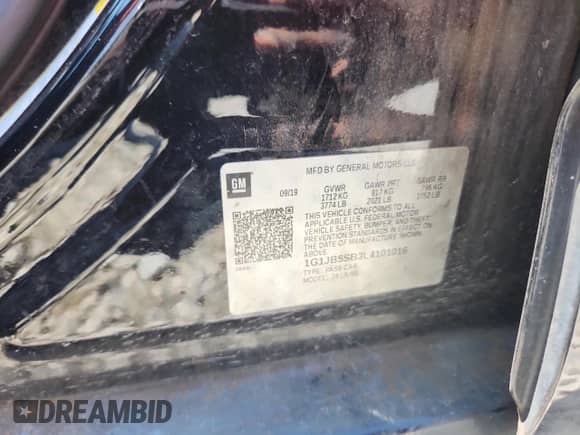 MFD BY GENERAL MOTORS LLC
GM
09/19 GVWR GAWR FRT GAWR RR
1712 KG 917 KG 795 KG
3774 LB 2021 LB 1752 LB
THIS VEHICLE CONFORMS TO ALL
APPLICABLE U.S. FEDERAL MOTOR
VEHICLE SAFETY, BUMPER, AND THEFT
PREVENTION STANDARDS IN EFFECT ON
THE DATE OF MANUFACTURE SHOWN
ABOVE.
1G1JB5SB3L4101016
TYPE: PASS CAR
MODEL:
DREAMBID